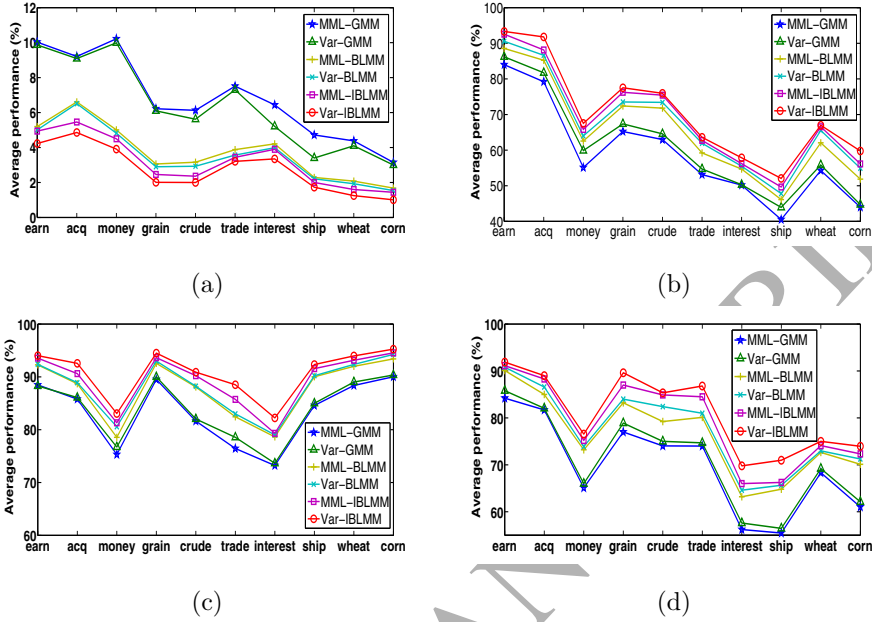 Average performance (%)
12
10
8
6
4
2
0
earn acq money grain crude trade interest ship wheat corn
MML-GMM
Var-GMM
MML-BLMM
Var-BLMM
MML-IBLMM
Var-IBLMM
(a)
Average performance (%)
100
90
80
70
60
50
40
earn acq money grain crude trade interest ship wheat corn
MML-GMM
Var-GMM
MML-BLMM
Var-BLMM
MML-IBLMM
Var-IBLMM
(b)
Average performance (%)
100
90
80
70
60
earn acq money grain crude trade interest ship wheat corn
MML-GMM
Var-GMM
MML-BLMM
Var-BLMM
MML-IBLMM
Var-IBLMM
(c)
Average performance (%)
100
90
80
70
60
earn acq money grain crude trade interest ship wheat corn
MML-GMM
Var-GMM
MML-BLMM
Var-BLMM
MML-IBLMM
Var-IBLMM
(d)